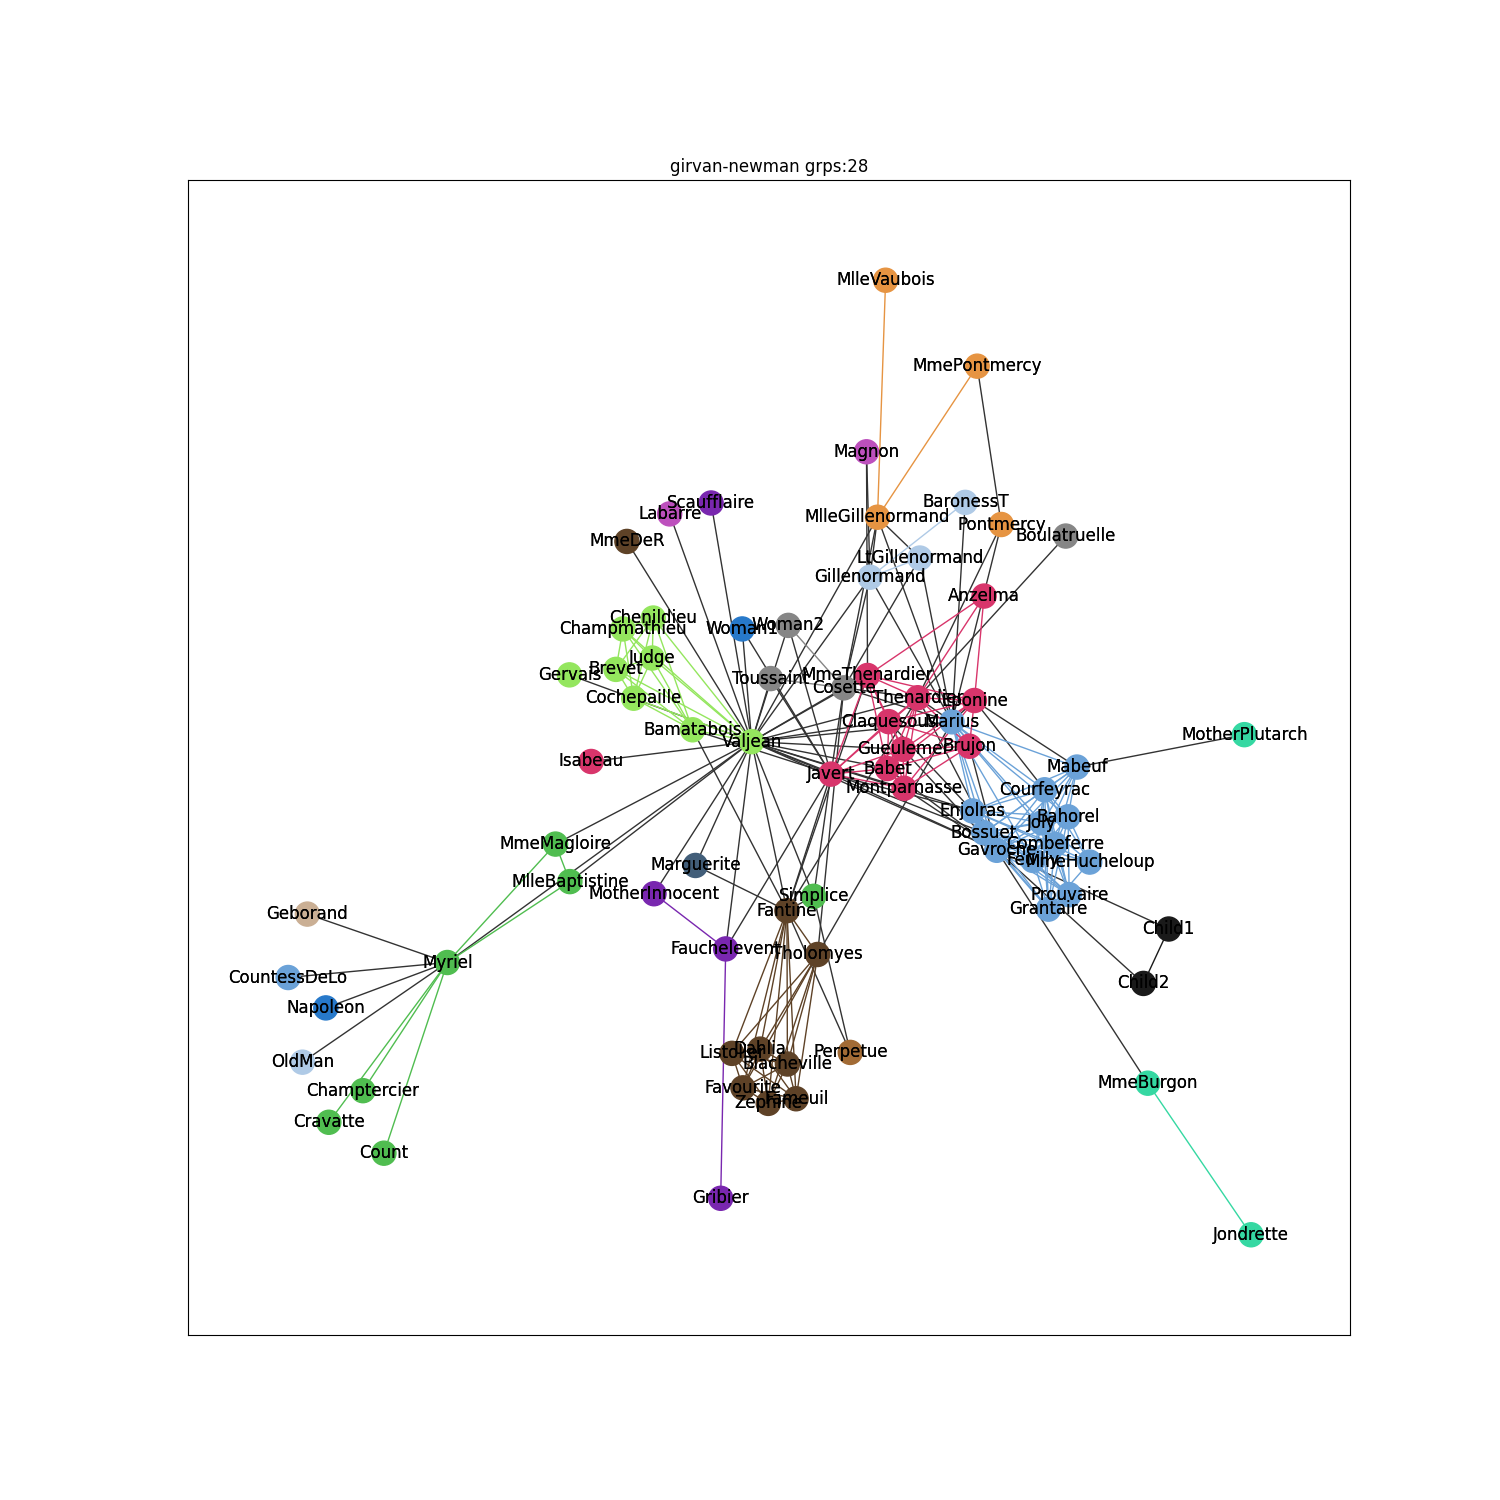 girvan-newman grps:28
MlleVaubois
MmePontmercy
Magnon
BaronessT
Scaufflaire
Labarre
MlleGillenormand
Pontmercy
Boulatruelle
MmeDeR
LtGillenormand
Gillenormand
Anzelma
Chenildieu
Champmathieu
Woman1
Woman2
Judge
Brevet
Gervais
MmeThenardier
Toussaint
Cosette
Cochepaille
Thenardier
Eponine
Claquesous
Marius
Bamatabois
MotherPlutarch
Valjean
Gueulemer
Brujon
Isabeau
Babet
Mabeuf
Javert
Montparnasse
Courfeyrac
Enjolras
Bahorel
Joly
Bossuet
MmeMagloire
Combeferre
Gavroche
Feuilly
MmeHucheloup
Marguerite
MlleBaptistine
MotherInnocent
Simplice
Prouvaire
Geborand
Fantine
Grantaire
Child1
Fauchelevent
Tholomyes
Myriel
CountessDeLo
Child2
Napoleon
Listolier
Dahlia
Perpetue
OldMan
Blacheville
MmeBurgon
Champtercier
Favourite
Zephine
Fameuil
Cravatte
Count
Gribier
Jondrette